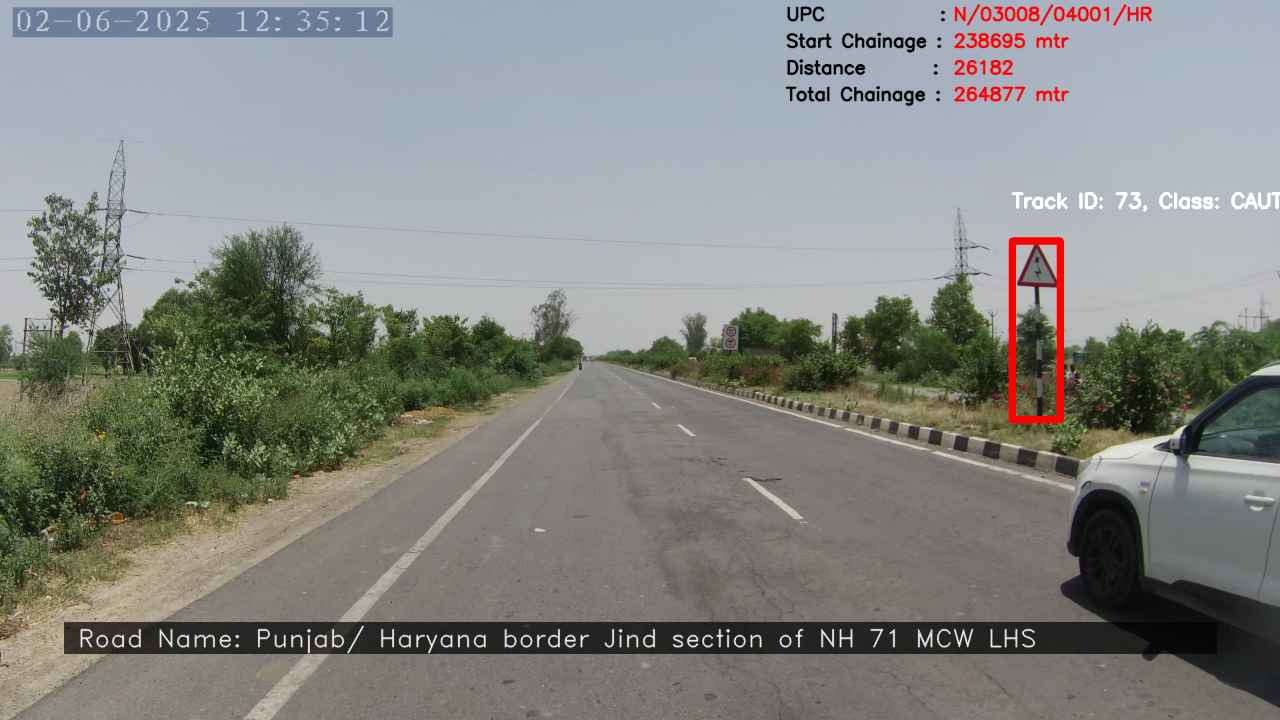 02-06-2025 12:35:12
UPC : N/03008/04001/HR
Start Chainage : 238695 mtr
Distance : 26182
Total Chainage : 264877 mtr
Track ID: 73, Class: CAUT
Road Name: Punjab/ Haryana border Jind section of NH 71 MCW LHS